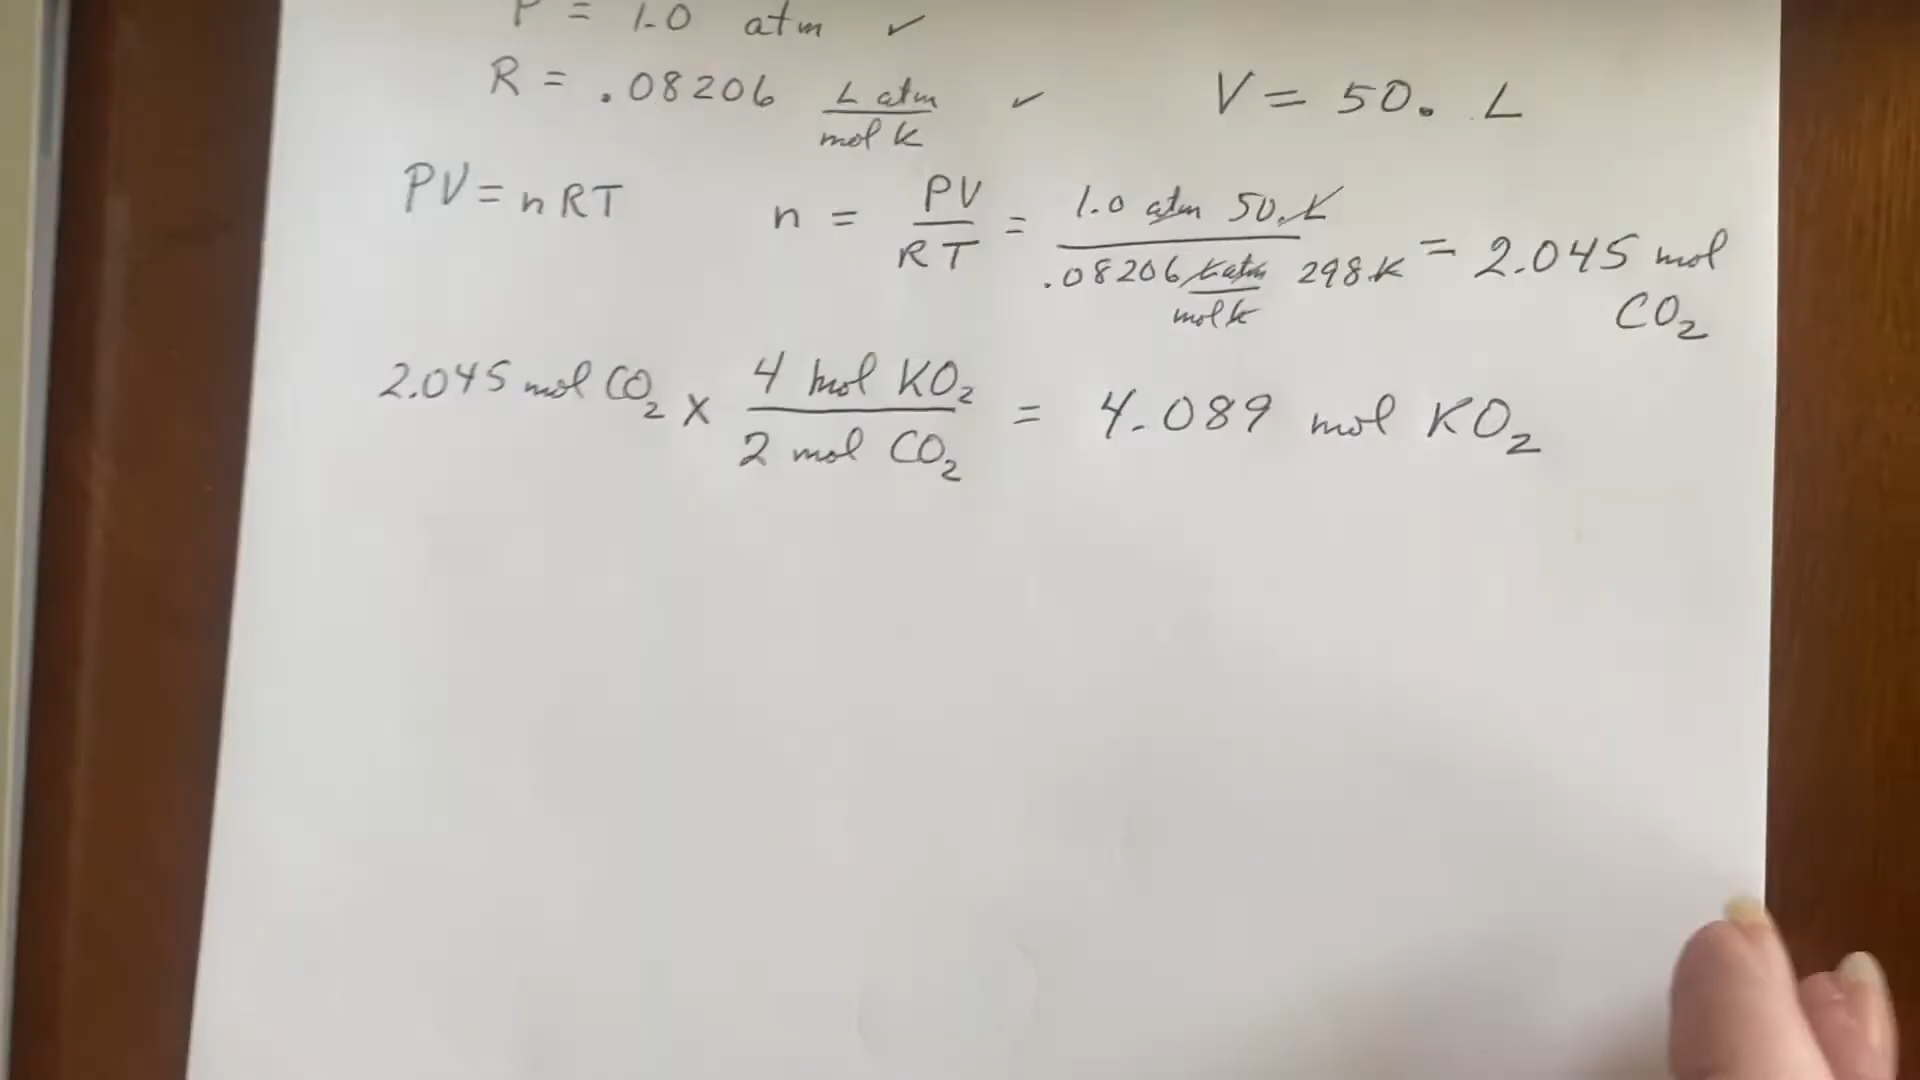 P = 1.0 atm ✓
R = .08206 L atm / mol K ✓ V = 50. L
PV = nRT n = PV / RT = 1.0 atm 50. L / .08206 L atm / mol K 298 K = 2.045 mol CO₂
2.045 mol CO₂ x 4 mol KO₂ / 2 mol CO₂ = 4.089 mol KO₂